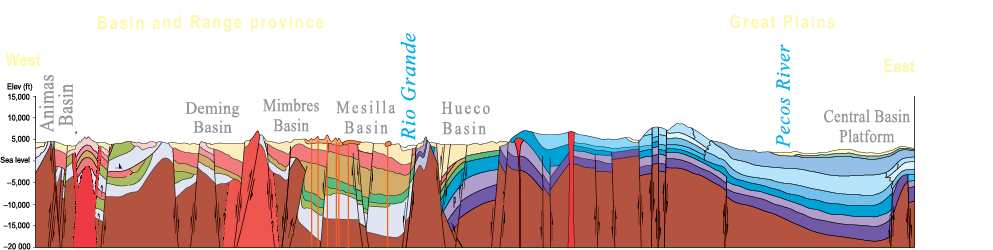 Basin and Range province
Great Plains
West
East
Elev (ft)
15,000
10,000
5,000
Sea level
−5,000
−10,000
−15,000
−20 000
Animas
Basin
Deming
Basin
Mimbres
Basin
Mesilla
Basin
Rio Grande
Hueco
Basin
Pecos River
Central Basin
Platform